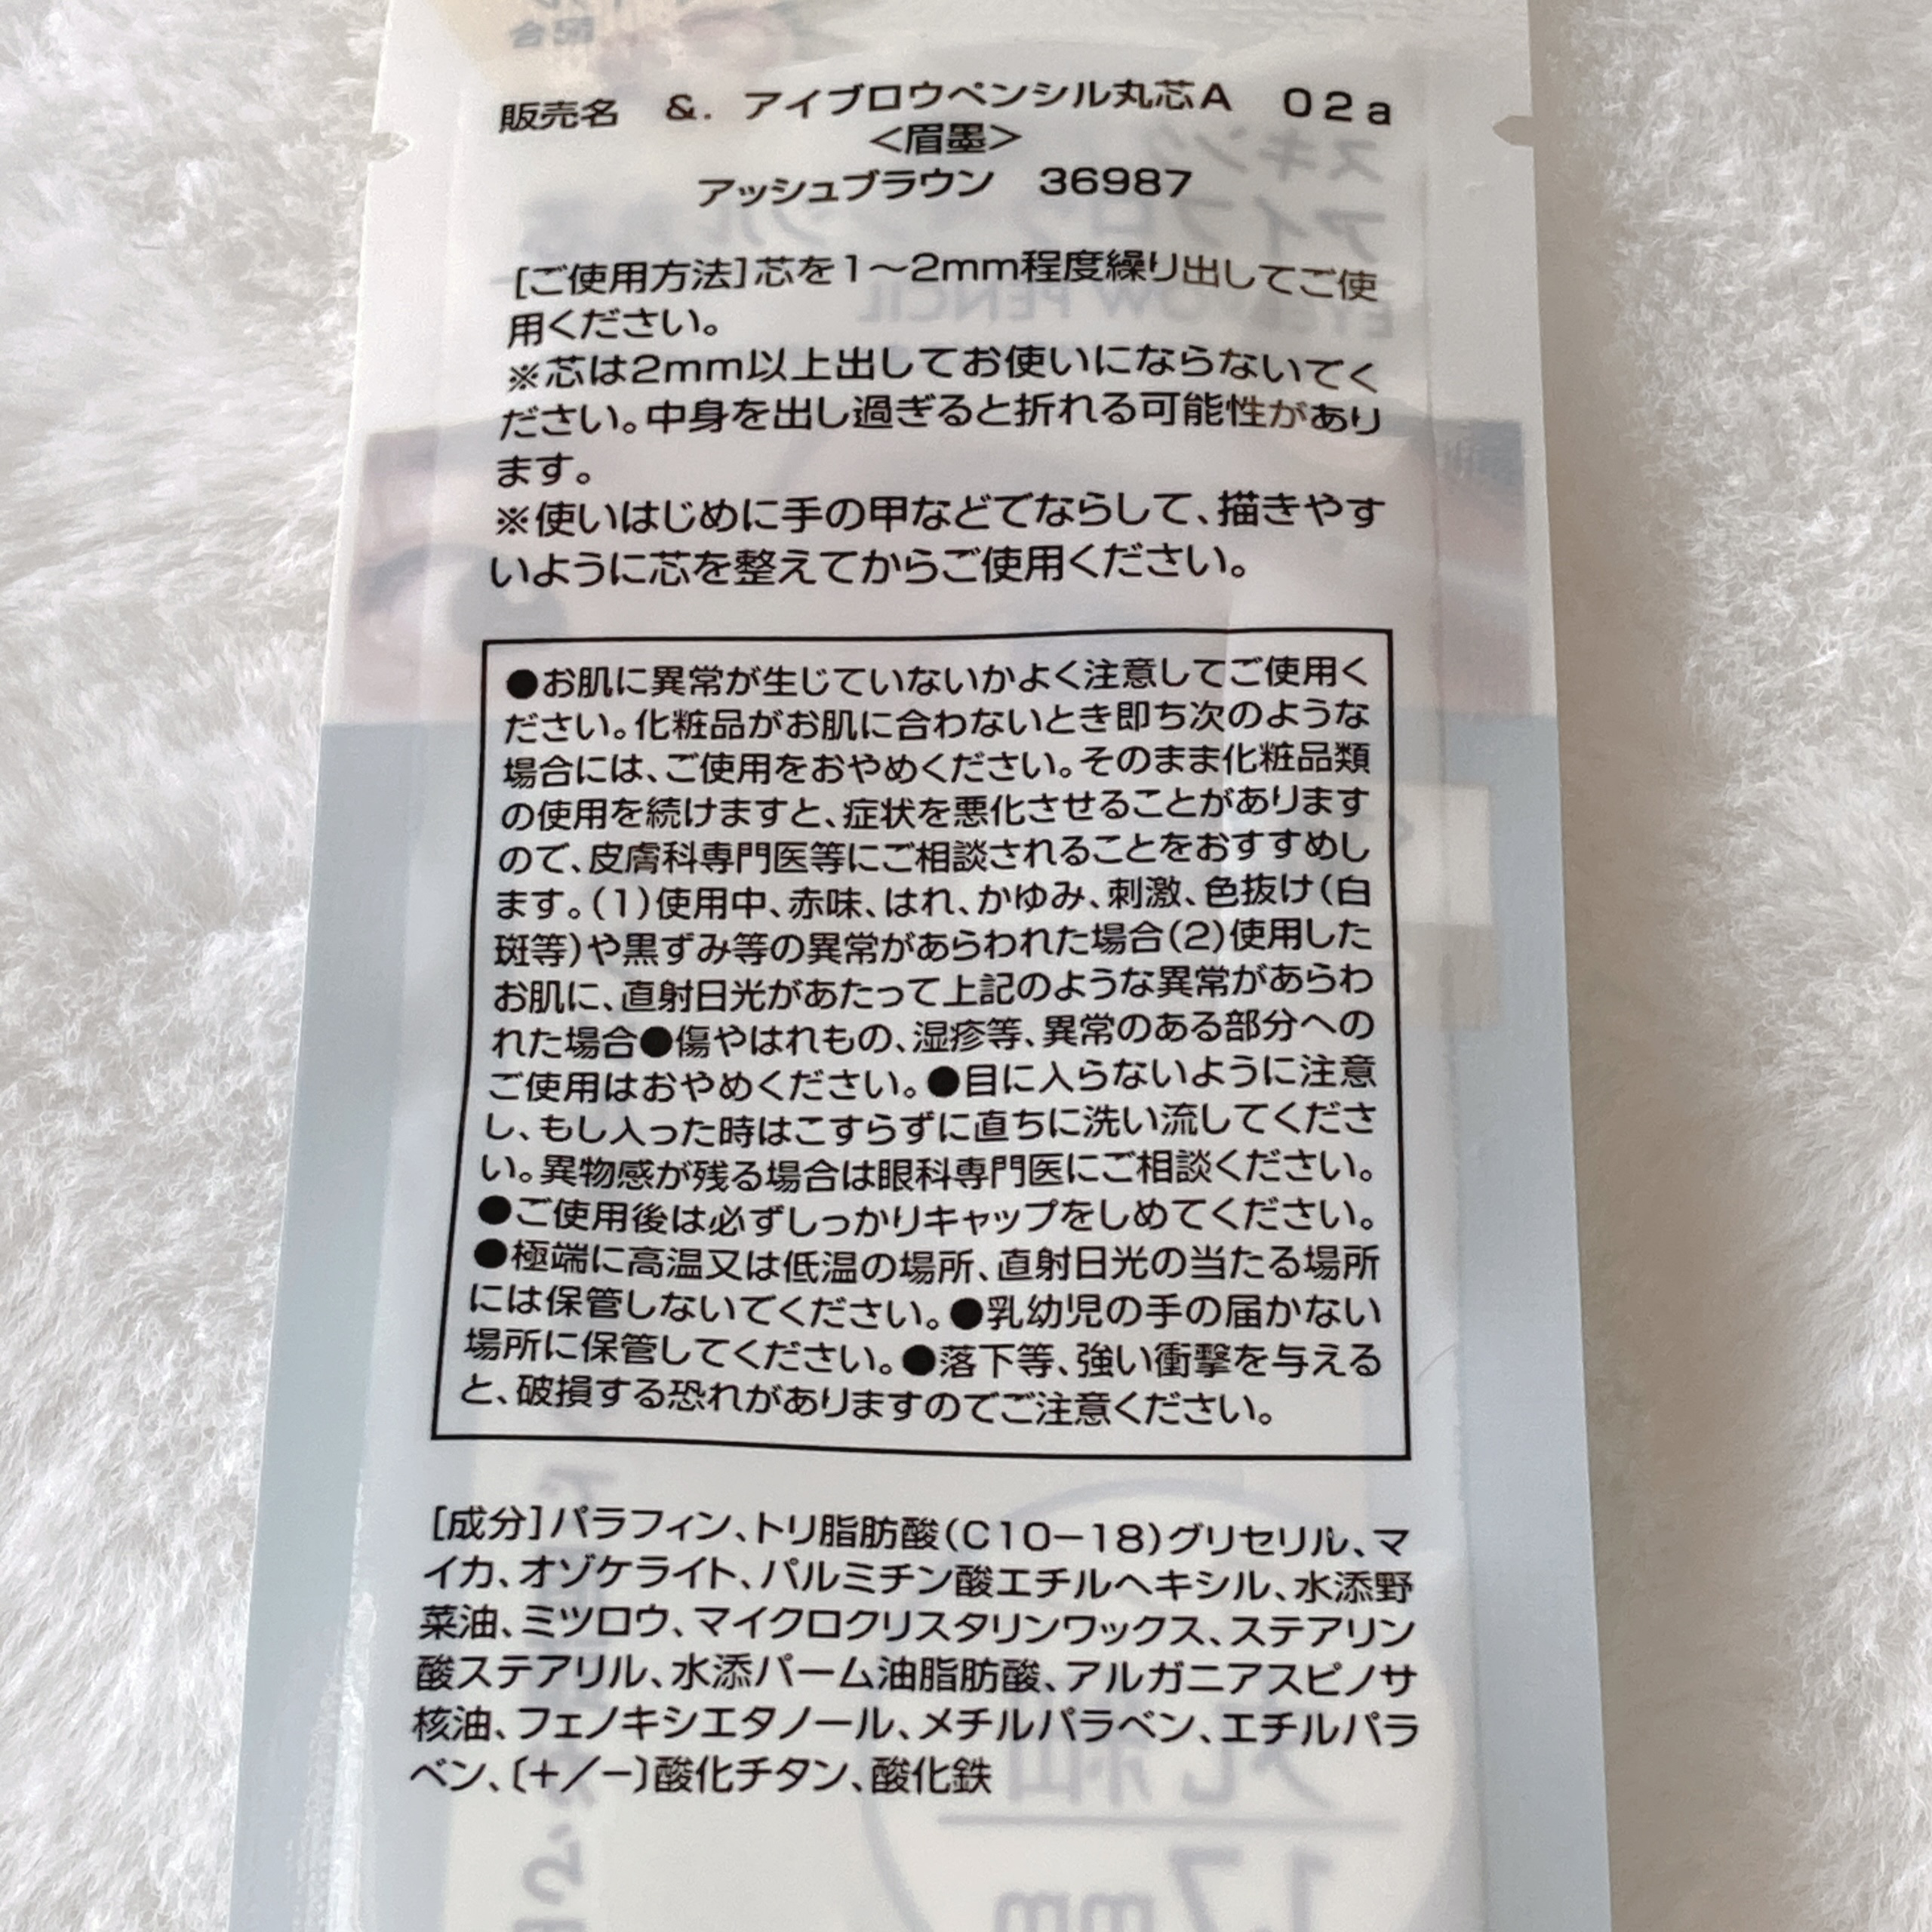 販売名 &. アイブロウペンシル丸芯A 02a
<眉墨>
アッシュブラウン 36987
[ご使用方法]芯を1〜2mm程度繰り出してご使
用ください。
※芯は2mm以上出してお使いにならないでく
ださい。中身を出し過ぎると折れる可能性があり
ます。
※使いはじめに手の甲などでならして、描きやす
いように芯を整えてからご使用ください。
●お肌に異常が生じていないかよく注意してご使用く
ださい。化粧品がお肌に合わないとき即ち次のような
場合には、ご使用をおやめください。そのまま化粧品類
の使用を続けますと、症状を悪化させることがあります
ので、皮膚科専門医等にご相談されることをおすすめし
ます。(1)使用中、赤味、はれ、かゆみ、刺激、色抜け(白
斑等)や黒ずみ等の異常があらわれた場合(2)使用した
お肌に、直射日光があたって上記のような異常があらわ
れた場合●傷やはれもの、湿疹等、異常のある部分への
ご使用はおやめください。●目に入らないように注意
し、もし入った時はこすらずに直ちに洗い流してくださ
い。異物感が残る場合は眼科専門医にご相談ください。
●ご使用後は必ずしっかりキャップをしめてください。
●極端に高温又は低温の場所、直射日光の当たる場所
には保管しないでください。●乳幼児の手の届かない
場所に保管してください。●落下等、強い衝撃を与える
と、破損する恐れがありますのでご注意ください。
[成分]パラフィン、トリ脂肪酸(C10−18)グリセリル、マ
イカ、オゾケライト、パルミチン酸エチルヘキシル、水添野
菜油、ミツロウ、マイクロクリスタリンワックス、ステアリン
酸ステアリル、水添パーム油脂肪酸、アルガニアスピノサ
核油、フェノキシエタノール、メチルパラベン、エチルパラ
ベン、〔+/−〕酸化チタン、酸化鉄
スキング
EYEBROW PENCIL
配合
丸細
1.7mm